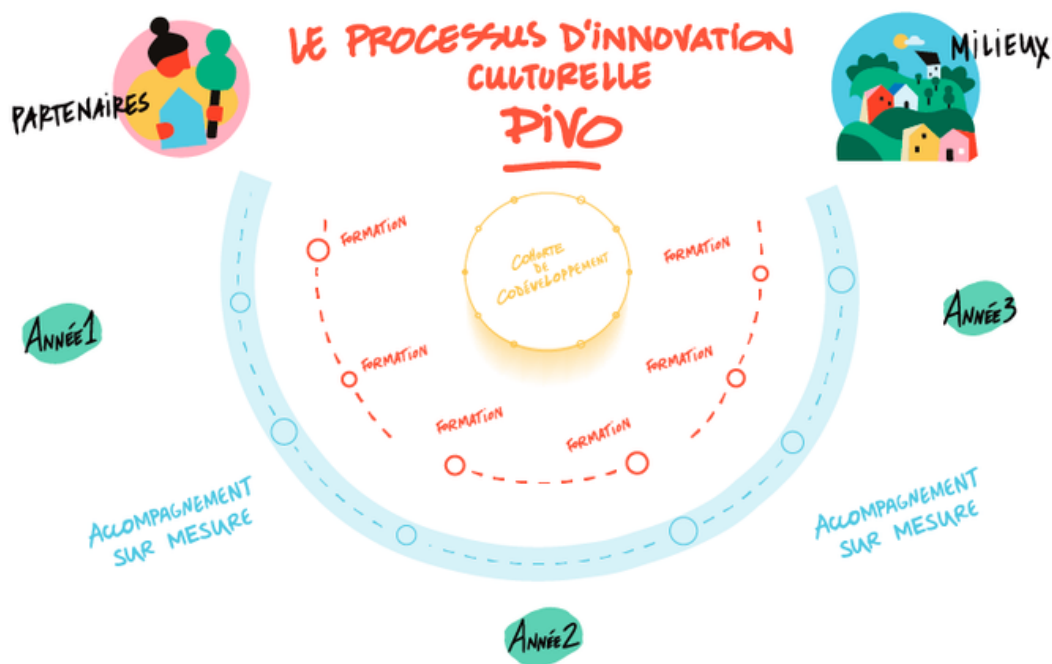 LE PROCESSUS D'INNOVATION
CULTURELLE
PIVO
PARTENAIRES
MILIEUX
FORMATION
FORMATION
FORMATION
FORMATION
FORMATION
FORMATION
COHORTE
DE
CODÉVELOPPEMENT
ANNÉE1
ANNÉE3
ACCOMPAGNEMENT
SUR MESURE
ACCOMPAGNEMENT
SUR MESURE
ANNÉE2